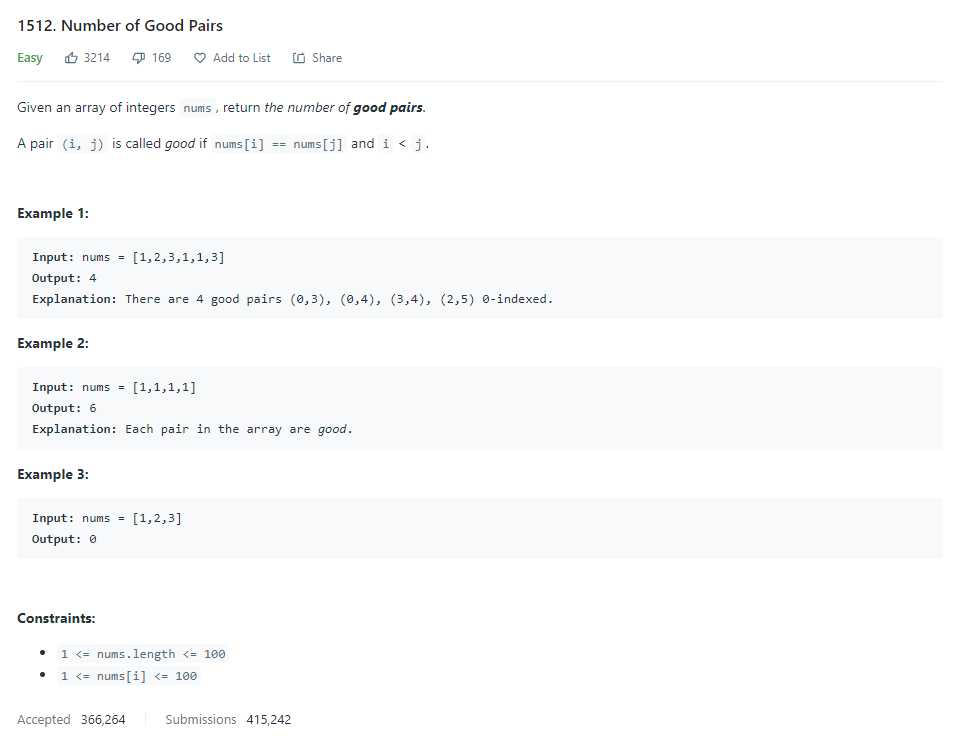 1512. Number of Good Pairs
Easy 3214 169 Add to List Share
Given an array of integers nums , return the number of good pairs.
A pair (i, j) is called good if nums[i] == nums[j] and i < j.
Example 1:
Input: nums = [1,2,3,1,1,3]
Output: 4
Explanation: There are 4 good pairs (0,3), (0,4), (3,4), (2,5) 0-indexed.
Example 2:
Input: nums = [1,1,1,1]
Output: 6
Explanation: Each pair in the array are good.
Example 3:
Input: nums = [1,2,3]
Output: 0
Constraints:
• 1 <= nums.length <= 100
• 1 <= nums[i] <= 100
Accepted 366,264 Submissions 415,242